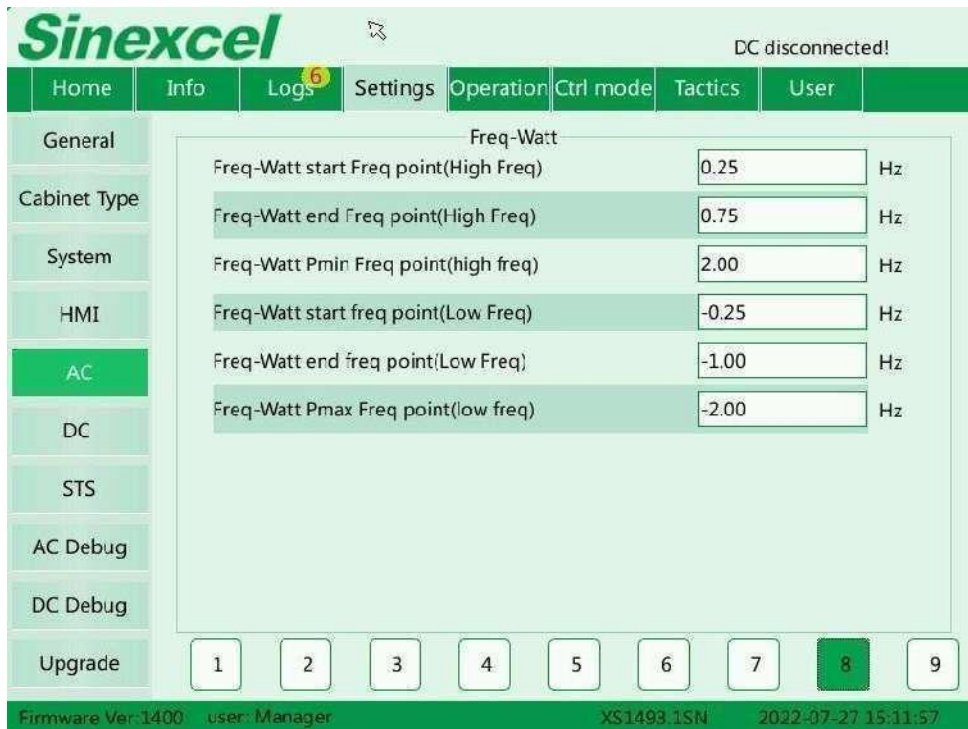 Sinexcel
DC disconnected!
Home Info Logs 6 Settings Operation Ctrl mode Tactics User
General
Cabinet Type
System
HMI
AC
DC
STS
AC Debug
DC Debug
Upgrade
Freq-Watt
Freq-Watt start Freq point(High Freq) 0.25 Hz
Freq-Watt end Freq point(High Freq) 0.75 Hz
Freq-Watt Pmin Freq point(high freq) 2.00 Hz
Freq-Watt start freq point(Low Freq) -0.25 Hz
Freq-Watt end freq point(Low Freq) -1.00 Hz
Freq-Watt Pmax Freq point(low freq) -2.00 Hz
1 2 3 4 5 6 7 8 9
Firmware Ver:1400 user: Manager XS1493.1SN 2022-07-27 15:11:57